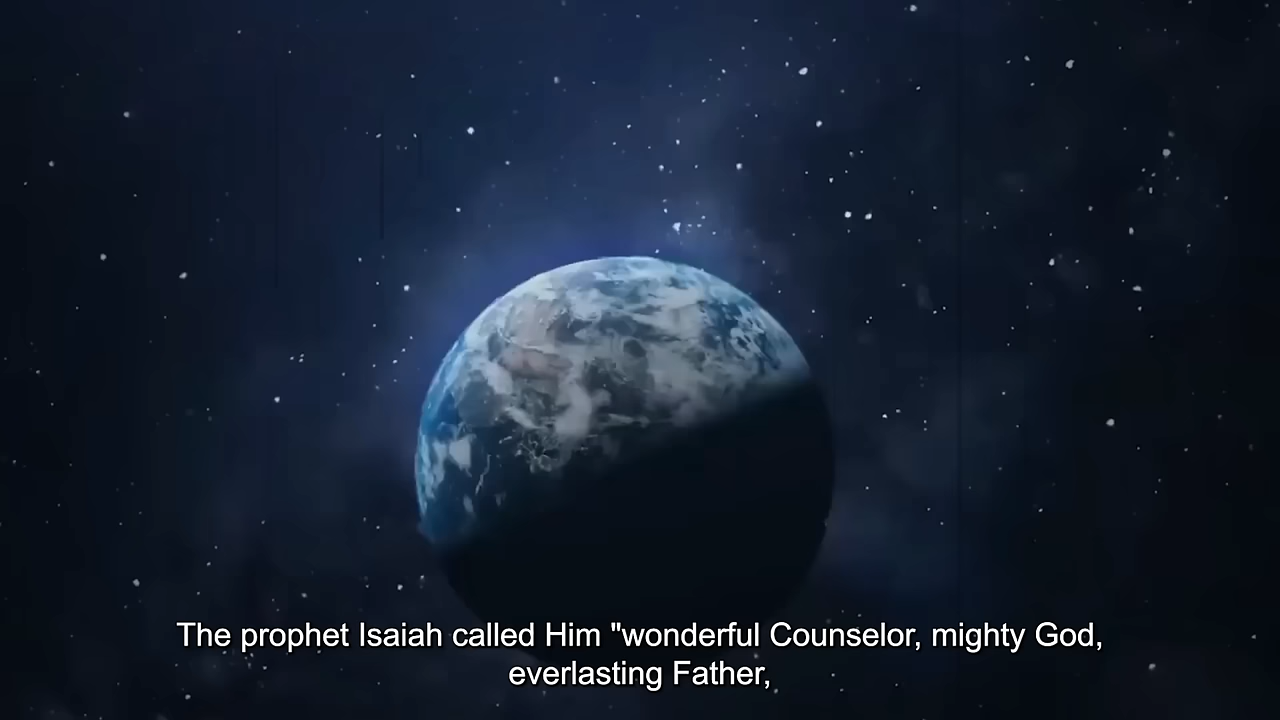 The prophet Isaiah called Him "wonderful Counselor, mighty God,
everlasting Father,